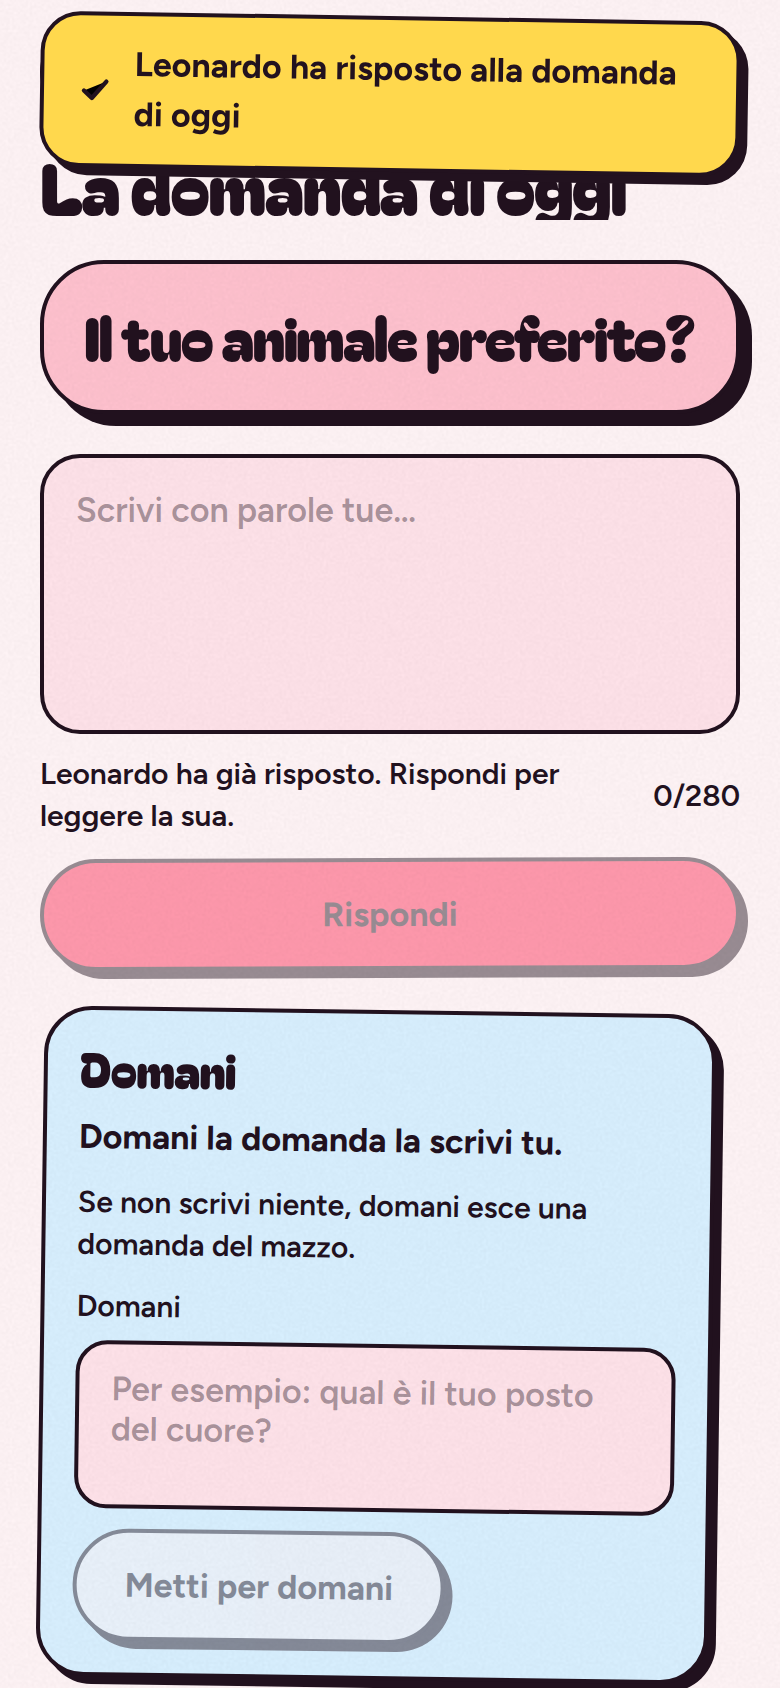 Leonardo ha risposto alla domanda
di oggi
La domanda di oggi
Il tuo animale preferito?
Scrivi con parole tue...
Leonardo ha già risposto. Rispondi per
leggere la sua.
0/280
Rispondi
Domani
Domani la domanda la scrivi tu.
Se non scrivi niente, domani esce una
domanda del mazzo.
Domani
Per esempio: qual è il tuo posto
del cuore?
Metti per domani